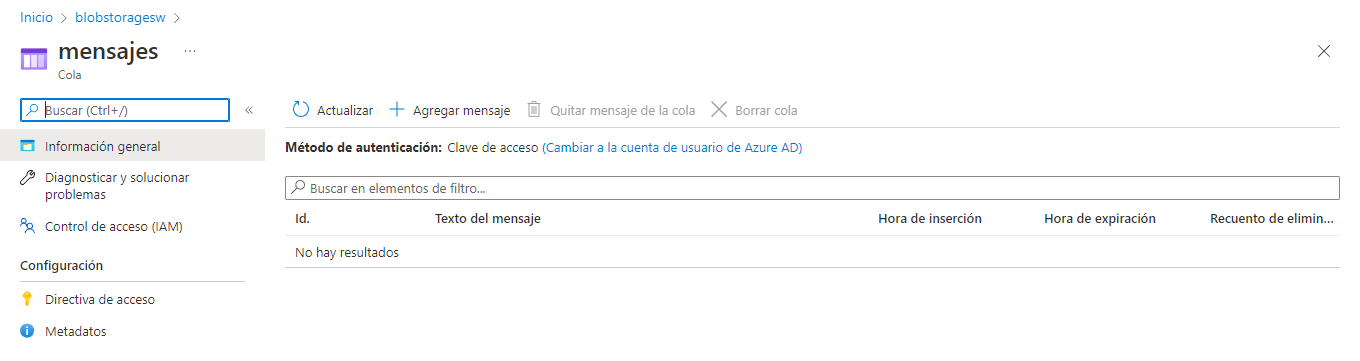 Inicio > blobstoragesw >
mensajes ...
Cola
Buscar (Ctrl+/) «
Actualizar Agregar mensaje Quitar mensaje de la cola Borrar cola
Información general
Método de autenticación: Clave de acceso (Cambiar a la cuenta de usuario de Azure AD)
Diagnosticar y solucionar
problemas
Buscar en elementos de filtro...
Control de acceso (IAM)
Id. Texto del mensaje Hora de inserción Hora de expiración Recuento de elimin...
No hay resultados
Configuración
Directiva de acceso
Metadatos